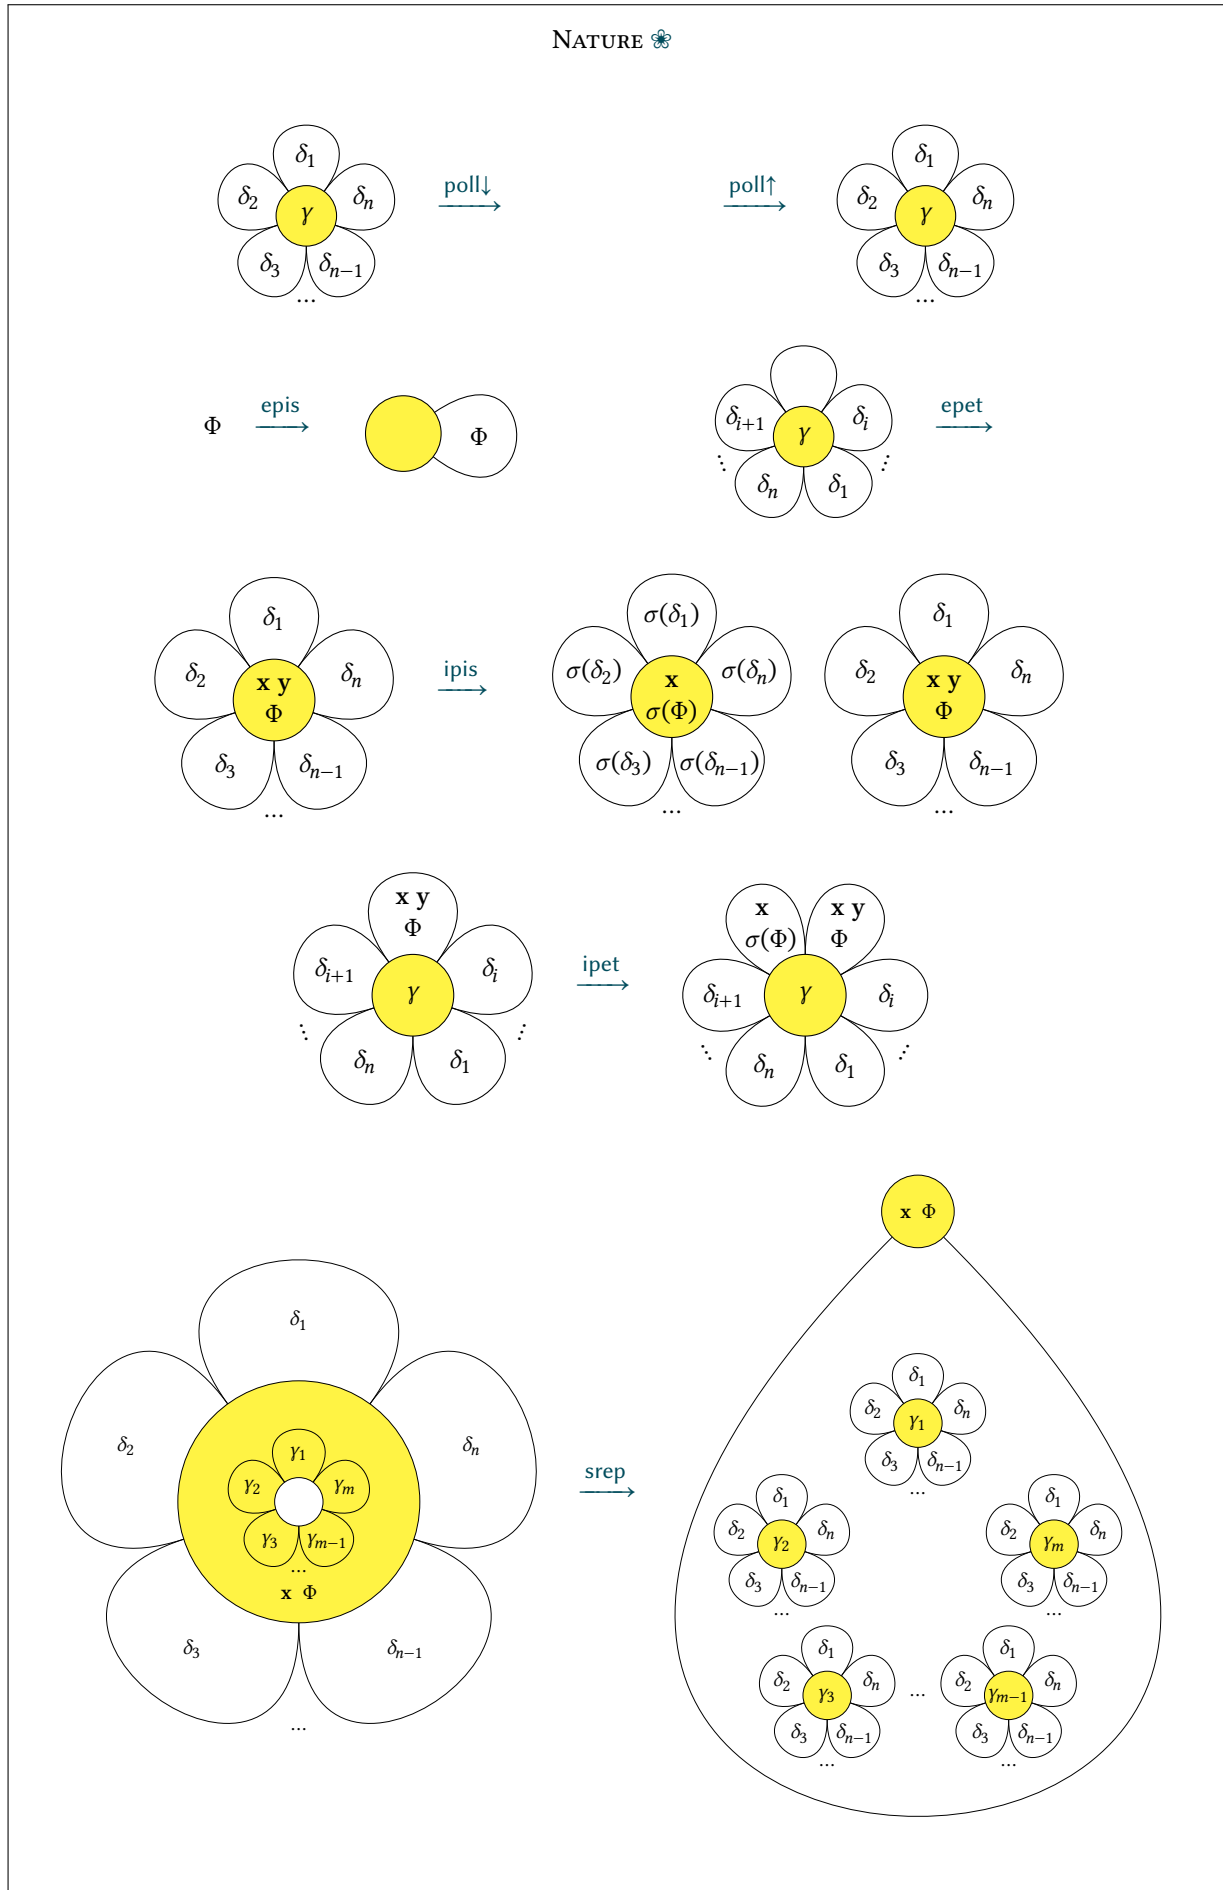 NATURE ❀
δ₁ δ₁
δ₂ γ δₙ poll↓ poll↑ δ₂ γ δₙ
δ₃ δₙ₋₁ δ₃ δₙ₋₁
... ...
Φ epis Φ
δᵢ₊₁ γ δᵢ epet
⋮ δₙ δ₁ ⋮
δ₁ σ(δ₁) δ₁
δ₂ x y δₙ ipis σ(δ₂) x σ(δₙ) δ₂ x y δₙ
Φ σ(Φ) Φ
δ₃ δₙ₋₁ σ(δ₃) σ(δₙ₋₁) δ₃ δₙ₋₁
... ... ...
x y x x y
Φ σ(Φ) Φ
δᵢ₊₁ γ δᵢ ipet δᵢ₊₁ γ δᵢ
⋮ δₙ δ₁ ⋮ ⋮ δₙ δ₁ ⋮
δ₁
δ₂ δₙ
γ₁
γ₂ γₘ
γ₃ γₘ₋₁
...
x Φ
δ₃ δₙ₋₁
...
srep
x Φ
δ₁
δ₂ γ₁ δₙ
δ₃ δₙ₋₁
...
δ₁ δ₁
δ₂ γ₂ δₙ δ₂ γₘ δₙ
δ₃ δₙ₋₁ δ₃ δₙ₋₁
... ...
δ₁ δ₁
δ₂ γ₃ δₙ ... δ₂ γₘ₋₁ δₙ
δ₃ δₙ₋₁ δ₃ δₙ₋₁
... ...